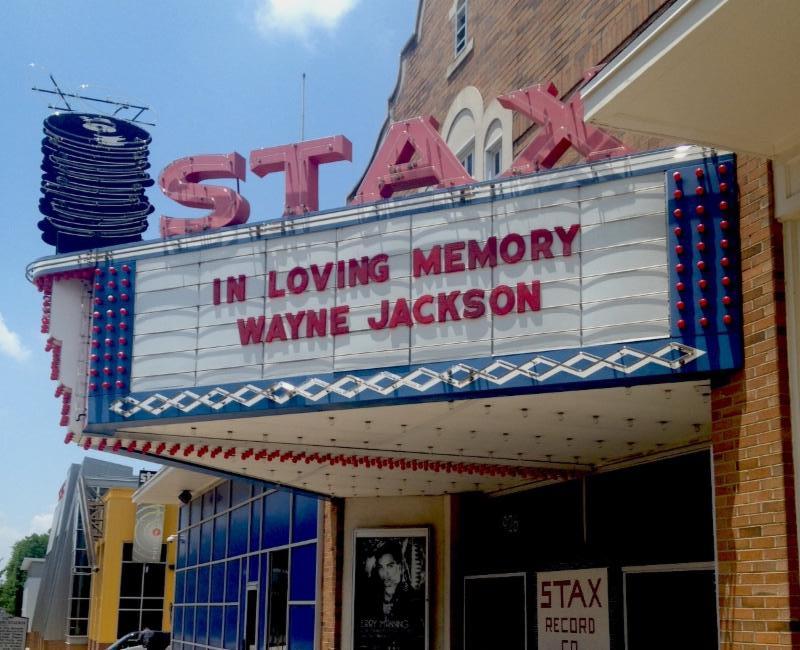 STAX
IN LOVING MEMORY
WAYNE JACKSON
STAX
RECORD
CO